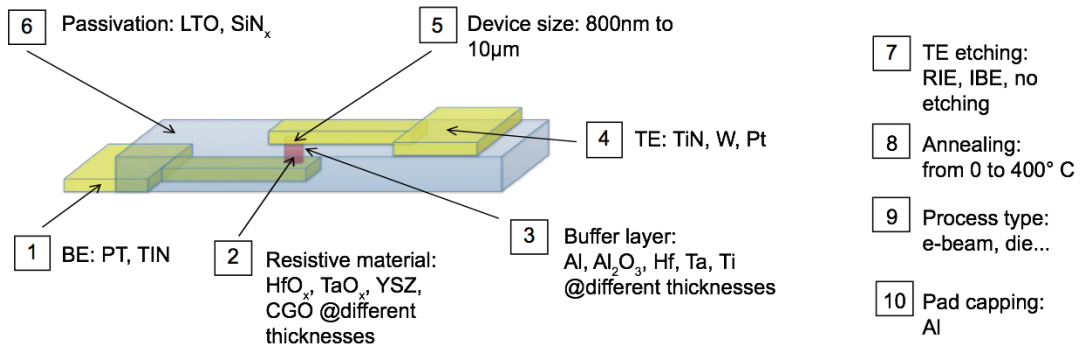 6
Passivation: LTO, SiNx
5
Device size: 800nm to
10µm
7
TE etching:
RIE, IBE, no
etching
4
TE: TiN, W, Pt
8
Annealing:
from 0 to 400° C
1
BE: PT, TIN
2
Resistive material:
HfOx, TaOx, YSZ,
CGO @different
thicknesses
3
Buffer layer:
Al, Al2O3, Hf, Ta, Ti
@different thicknesses
9
Process type:
e-beam, die...
10
Pad capping:
Al